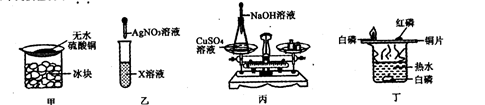 无水
硫酸铜
冰块
甲
AgNO₃溶液
X溶液
乙
NaOH溶液
CuSO₄
溶液
丙
白磷
红磷
铜片
热水
白磷
丁